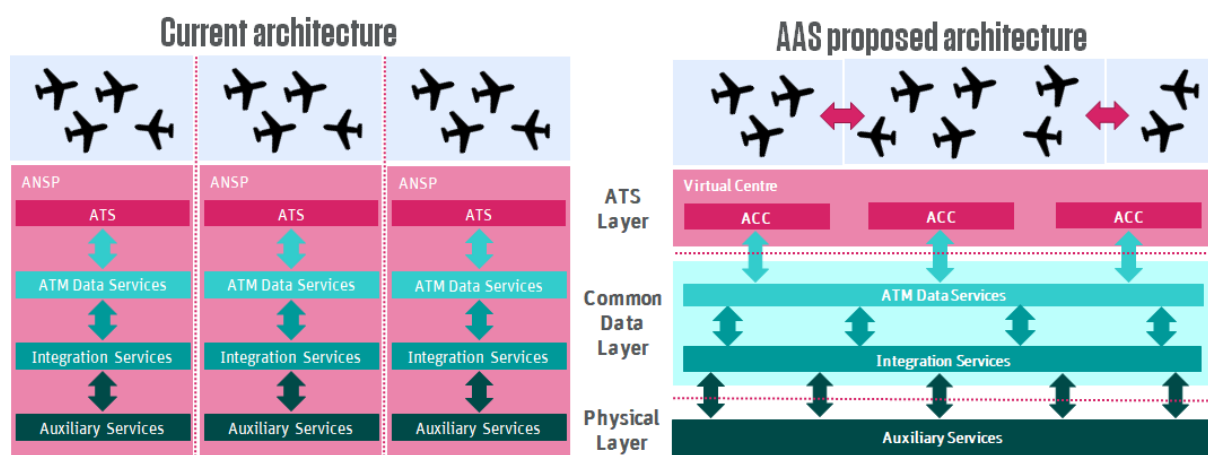 Current architecture
AAS proposed architecture
ANSP
ANSP
ANSP
ATS
ATS
ATS
ATM Data Services
ATM Data Services
ATM Data Services
Integration Services
Integration Services
Integration Services
Auxiliary Services
Auxiliary Services
Auxiliary Services
ATS
Layer
Common
Data
Layer
Physical
Layer
Virtual Centre
ACC
ACC
ACC
ATM Data Services
Integration Services
Auxiliary Services